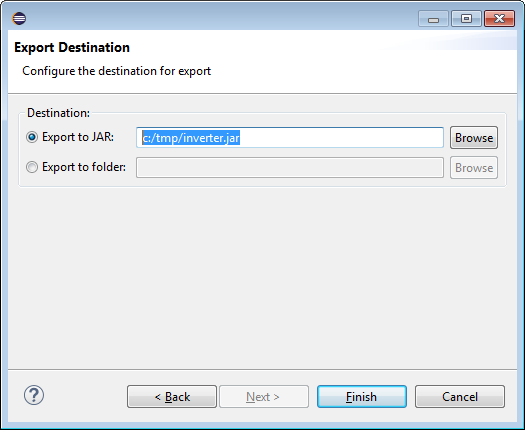 Export Destination
Configure the destination for export
Destination:
Export to JAR: c:/tmp/inverter.jar Browse
Export to folder: Browse
? < Back Next > Finish Cancel